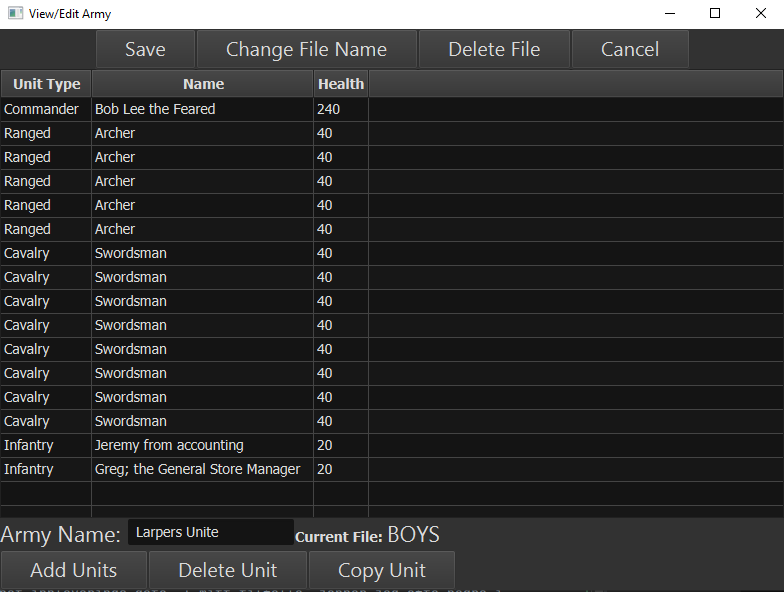 View/Edit Army
Save Change File Name Delete File Cancel
Unit Type Name Health
Commander Bob Lee the Feared 240
Ranged Archer 40
Ranged Archer 40
Ranged Archer 40
Ranged Archer 40
Ranged Archer 40
Cavalry Swordsman 40
Cavalry Swordsman 40
Cavalry Swordsman 40
Cavalry Swordsman 40
Cavalry Swordsman 40
Cavalry Swordsman 40
Cavalry Swordsman 40
Cavalry Swordsman 40
Infantry Jeremy from accounting 20
Infantry Greg; the General Store Manager 20
Army Name: Larpers Unite Current File: BOYS
Add Units Delete Unit Copy Unit